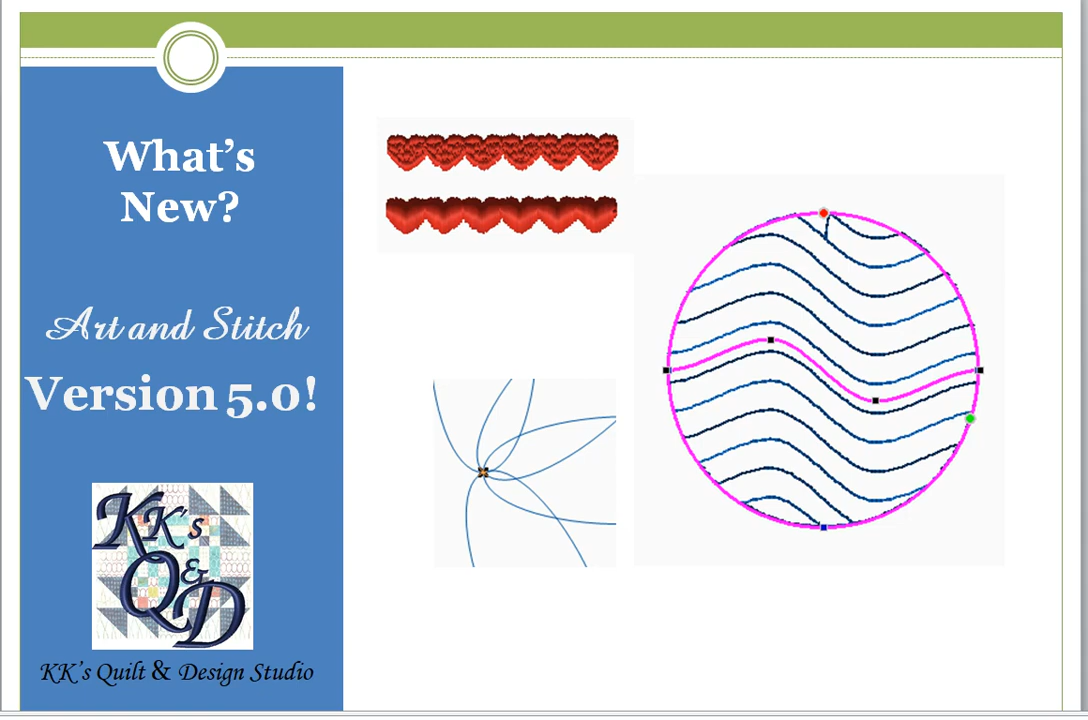 What's
New?
Art and Stitch
Version 5.0!
KK's
Q&D
KK's Quilt & Design Studio